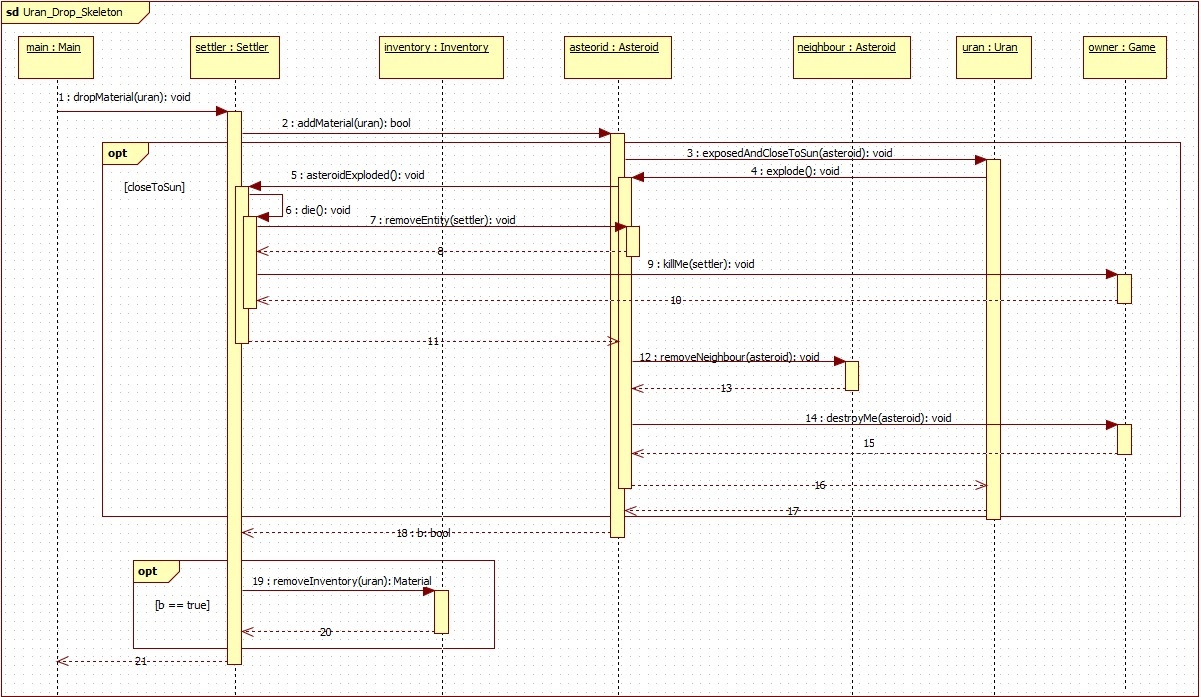 sd Uran_Drop_Skeleton
main : Main
settler : Settler
inventory : Inventory
asteorid : Asteroid
neighbour : Asteroid
uran : Uran
owner : Game
1 : dropMaterial(uran): void
2 : addMaterial(uran): bool
opt
3 : exposedAndCloseToSun(asteroid): void
4 : explode(): void
5 : asteroidExploded(): void
[closeToSun]
6 : die(): void
7 : removeEntity(settler): void
8
9 : killMe(settler): void
10
11
12 : removeNeighbour(asteroid): void
13
14 : destroyMe(asteroid): void
15
16
17
18 : b: bool
opt
19 : removeInventory(uran): Material
[b == true]
20
21